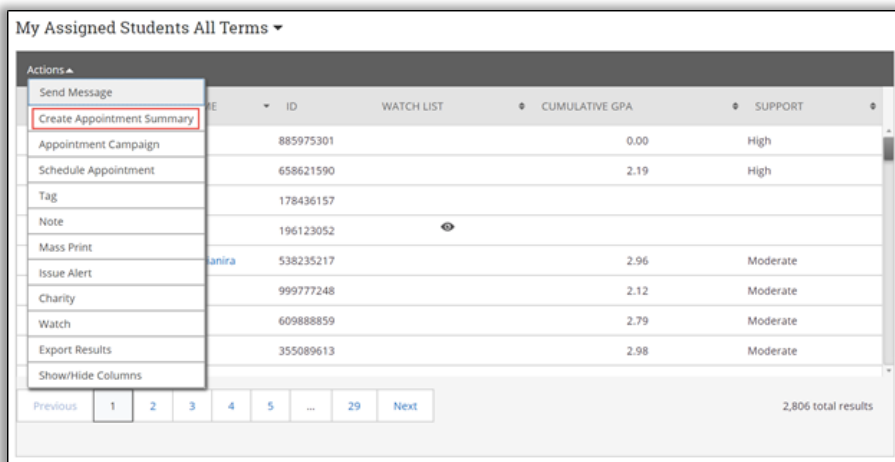 My Assigned Students All Terms
Actions
Send Message
Create Appointment Summary
Appointment Campaign
Schedule Appointment
Tag
Note
Mass Print
Issue Alert
Charity
Watch
Export Results
Show/Hide Columns
ID WATCH LIST CUMULATIVE GPA SUPPORT
885975301 0.00 High
658621590 2.19 High
178436157
196123052
538235217 2.96 Moderate
999777248 2.12 Moderate
609888859 2.79 Moderate
355089613 2.98 Moderate
Previous 1 2 3 4 5 ... 29 Next 2,806 total results